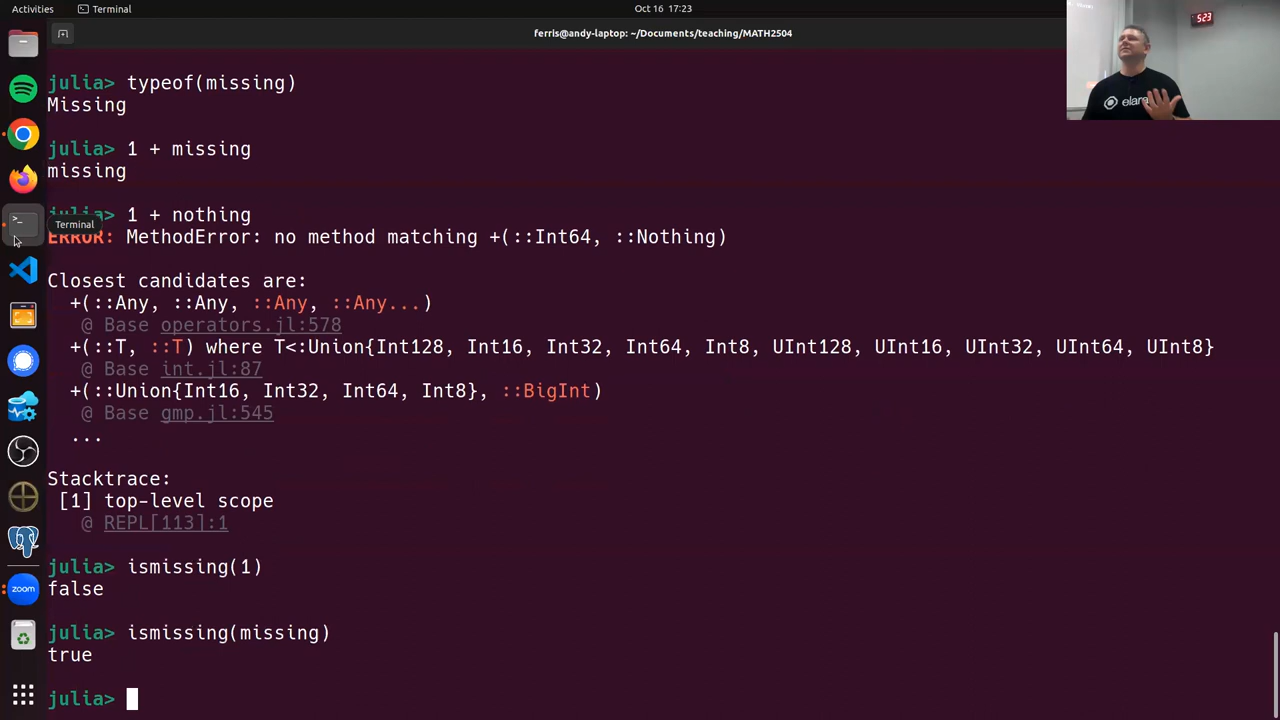 Activities Terminal Oct 16 17:23
ferris@andy-laptop: ~/Documents/teaching/MATH2504
523
elara
julia> typeof(missing)
Missing
julia> 1 + missing
missing
julia> 1 + nothing
Terminal
ERROR: MethodError: no method matching +(::Int64, ::Nothing)
Closest candidates are:
+(::Any, ::Any, ::Any, ::Any...)
@ Base operators.jl:578
+(::T, ::T) where T<:Union{Int128, Int16, Int32, Int64, Int8, UInt128, UInt16, UInt32, UInt64, UInt8}
@ Base int.jl:87
+(::Union{Int16, Int32, Int64, Int8}, ::BigInt)
@ Base gmp.jl:545
...
Stacktrace:
[1] top-level scope
@ REPL[113]:1
julia> ismissing(1)
false
zoom
julia> ismissing(missing)
true
julia>